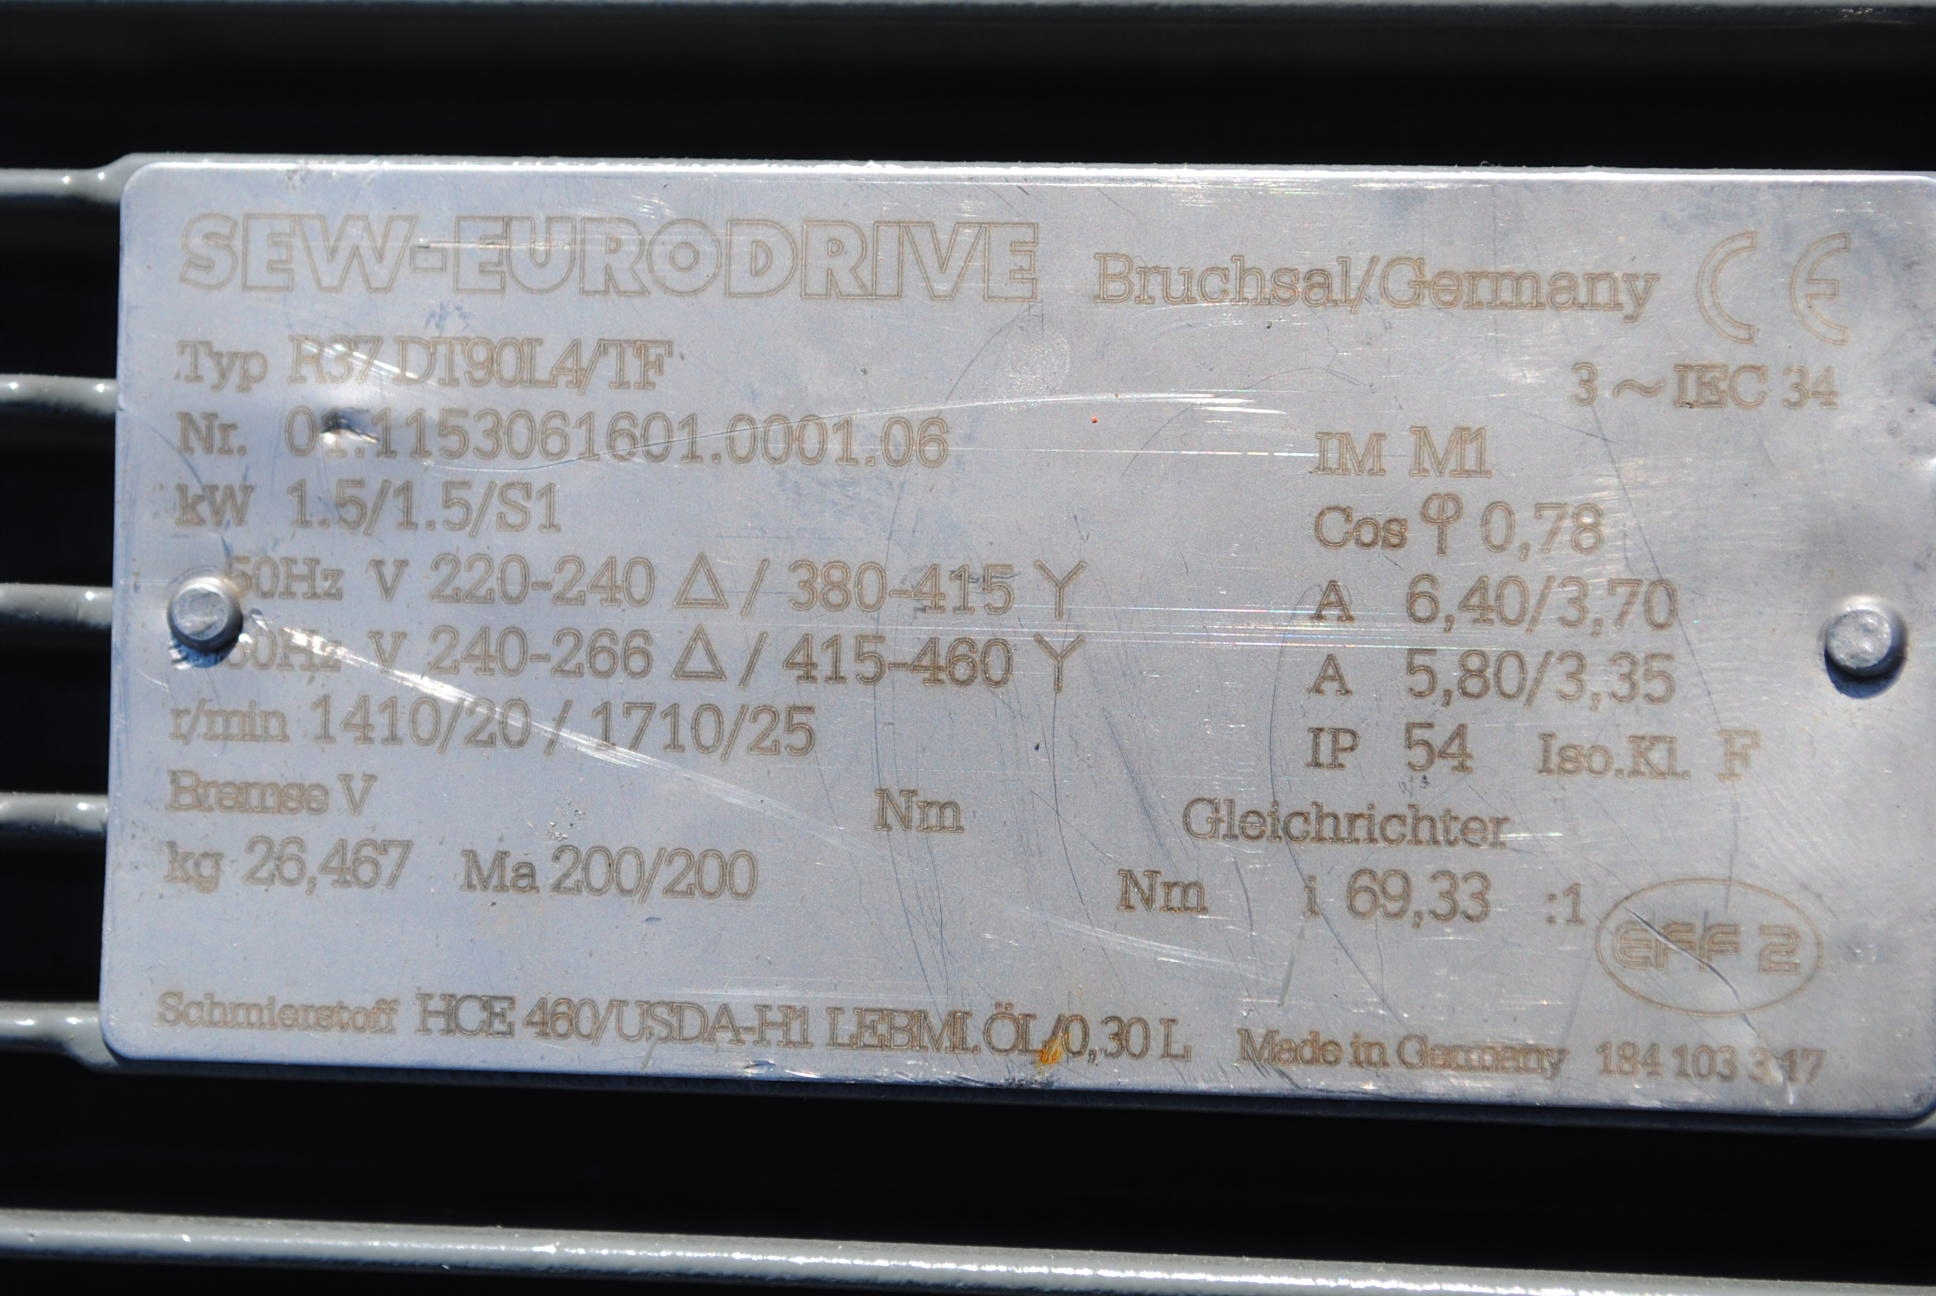 SEW-EURODRIVE Bruchsal/Germany CE
Typ R37 DT90L4/TF 3 ~ IEC 34
Nr. 01.1153061601.0001.06 IM M1
kW 1.5/1.5/S1 Cos φ 0,78
50Hz V 220-240 △ / 380-415 Y A 6,40/3,70
60Hz V 240-266 △ / 415-460 Y A 5,80/3,35
r/min 1410/20 / 1710/25 IP 54 Iso.Kl. F
Bremse V Nm Gleichrichter
kg 26,467 Ma 200/200 Nm i 69,33 :1
EFF 2
Schmierstoff HCE 460/USDA-H1 LEBMI.ÖL/0,30 L Made in Germany 184 103 3.17